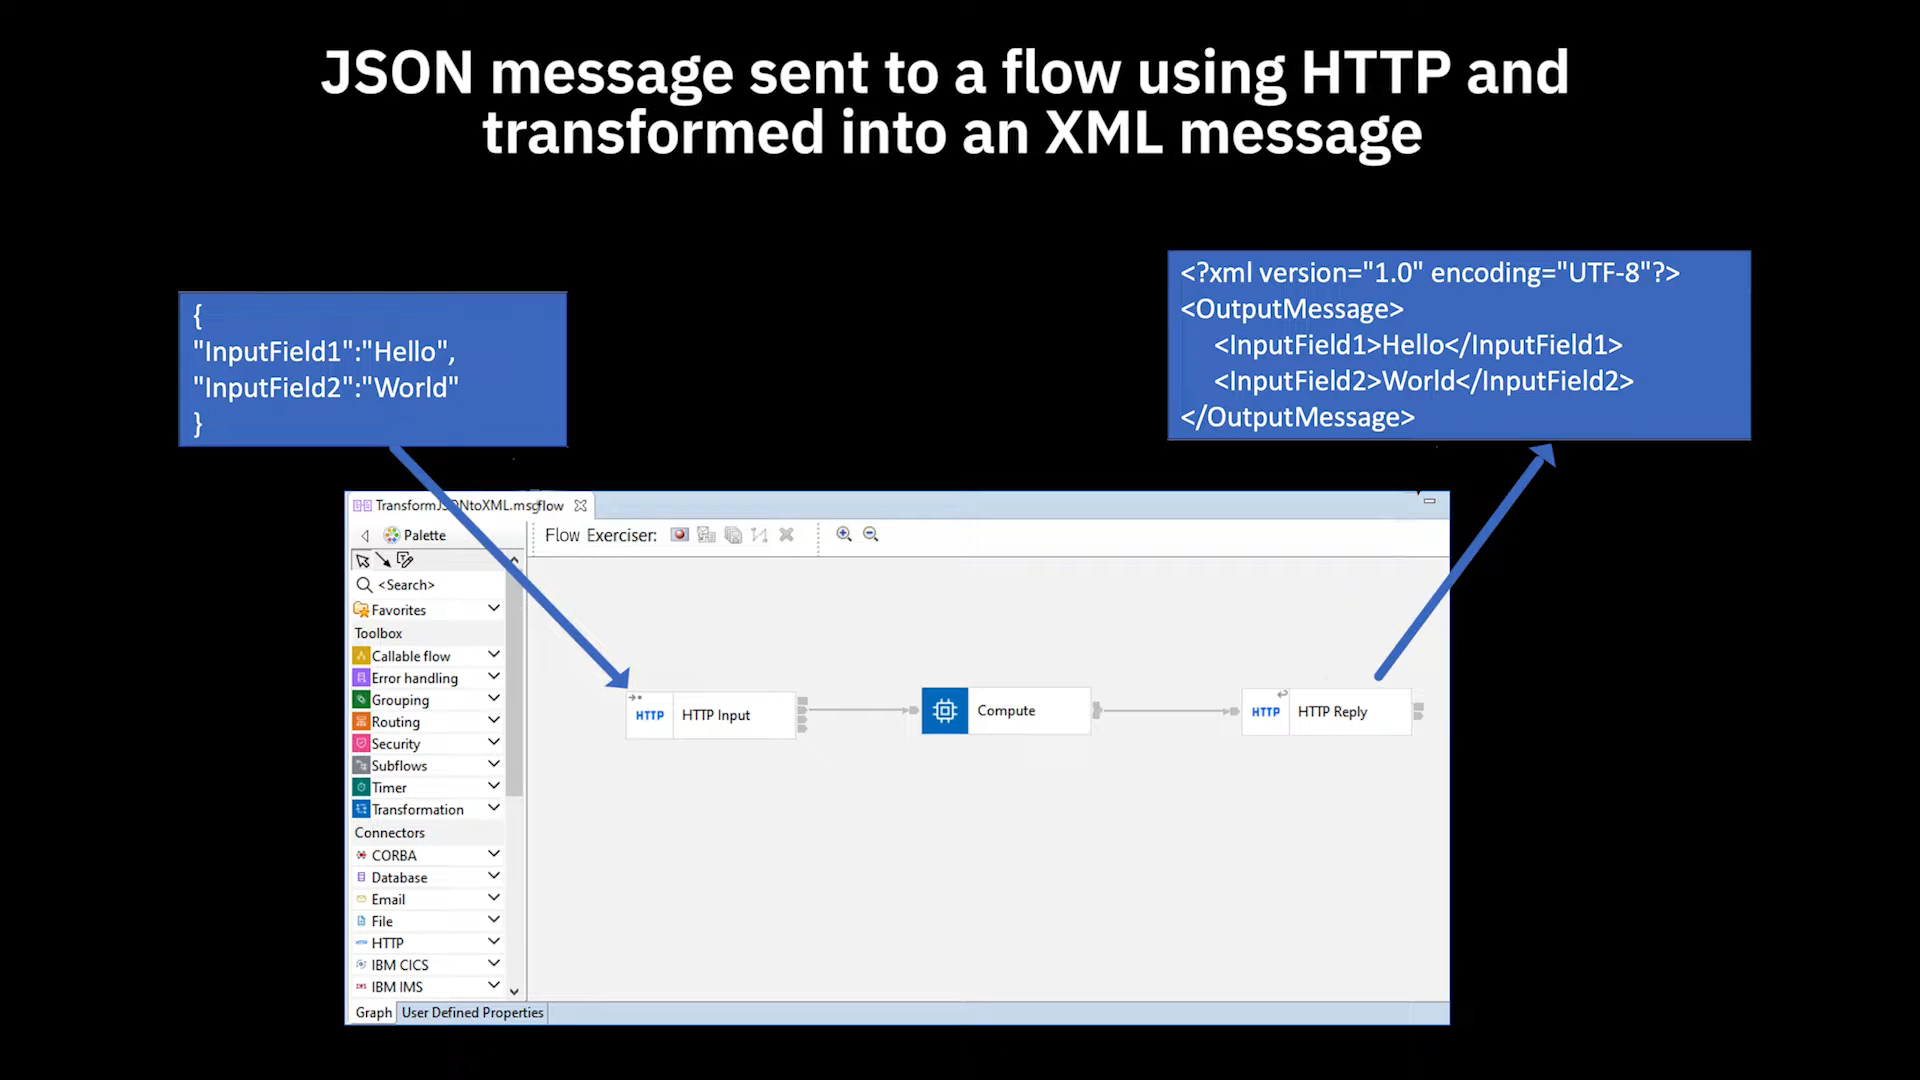 JSON message sent to a flow using HTTP and
transformed into an XML message
{
"InputField1":"Hello",
"InputField2":"World"
}
<?xml version="1.0" encoding="UTF-8"?>
<OutputMessage>
<InputField1>Hello</InputField1>
<InputField2>World</InputField2>
</OutputMessage>
TransformJSONtoXML.msgflow
Palette
Flow Exerciser:
<Search>
Favorites
Toolbox
Callable flow
Error handling
Grouping
Routing
Security
Subflows
Timer
Transformation
Connectors
CORBA
Database
Email
File
HTTP
IBM CICS
IBM IMS
HTTP HTTP Input
Compute
HTTP HTTP Reply
Graph
User Defined Properties